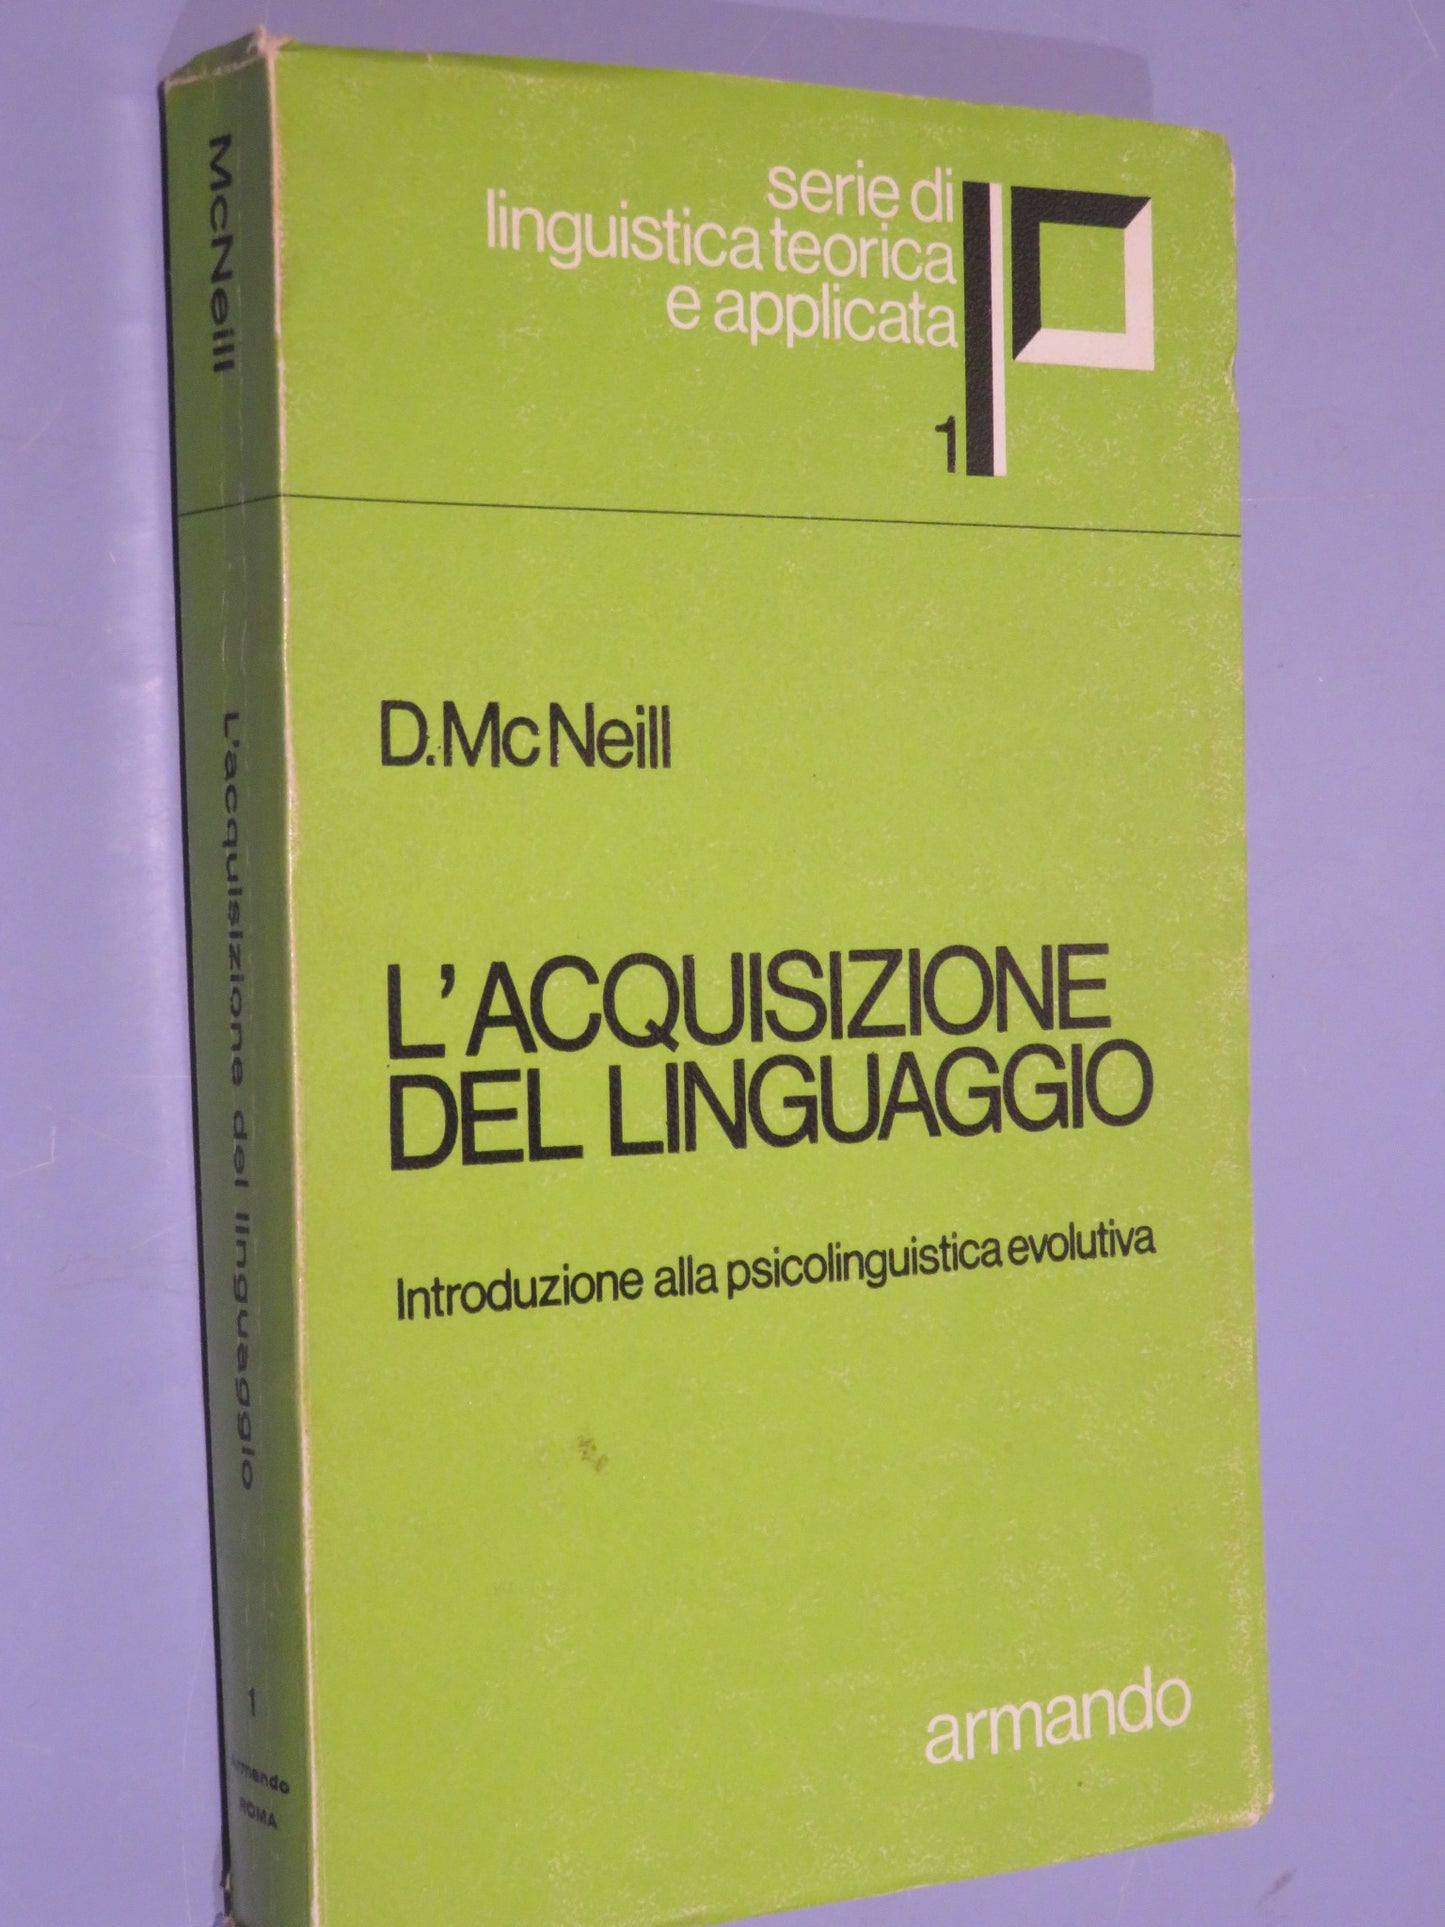 serie di
linguistica teorica
e applicata
1
D. Mc Neill
L'ACQUISIZIONE
DEL LINGUAGGIO
Introduzione alla psicolinguistica evolutiva
armando
McNeill
L'acquisizione del linguaggio
1
Armando
ROMA